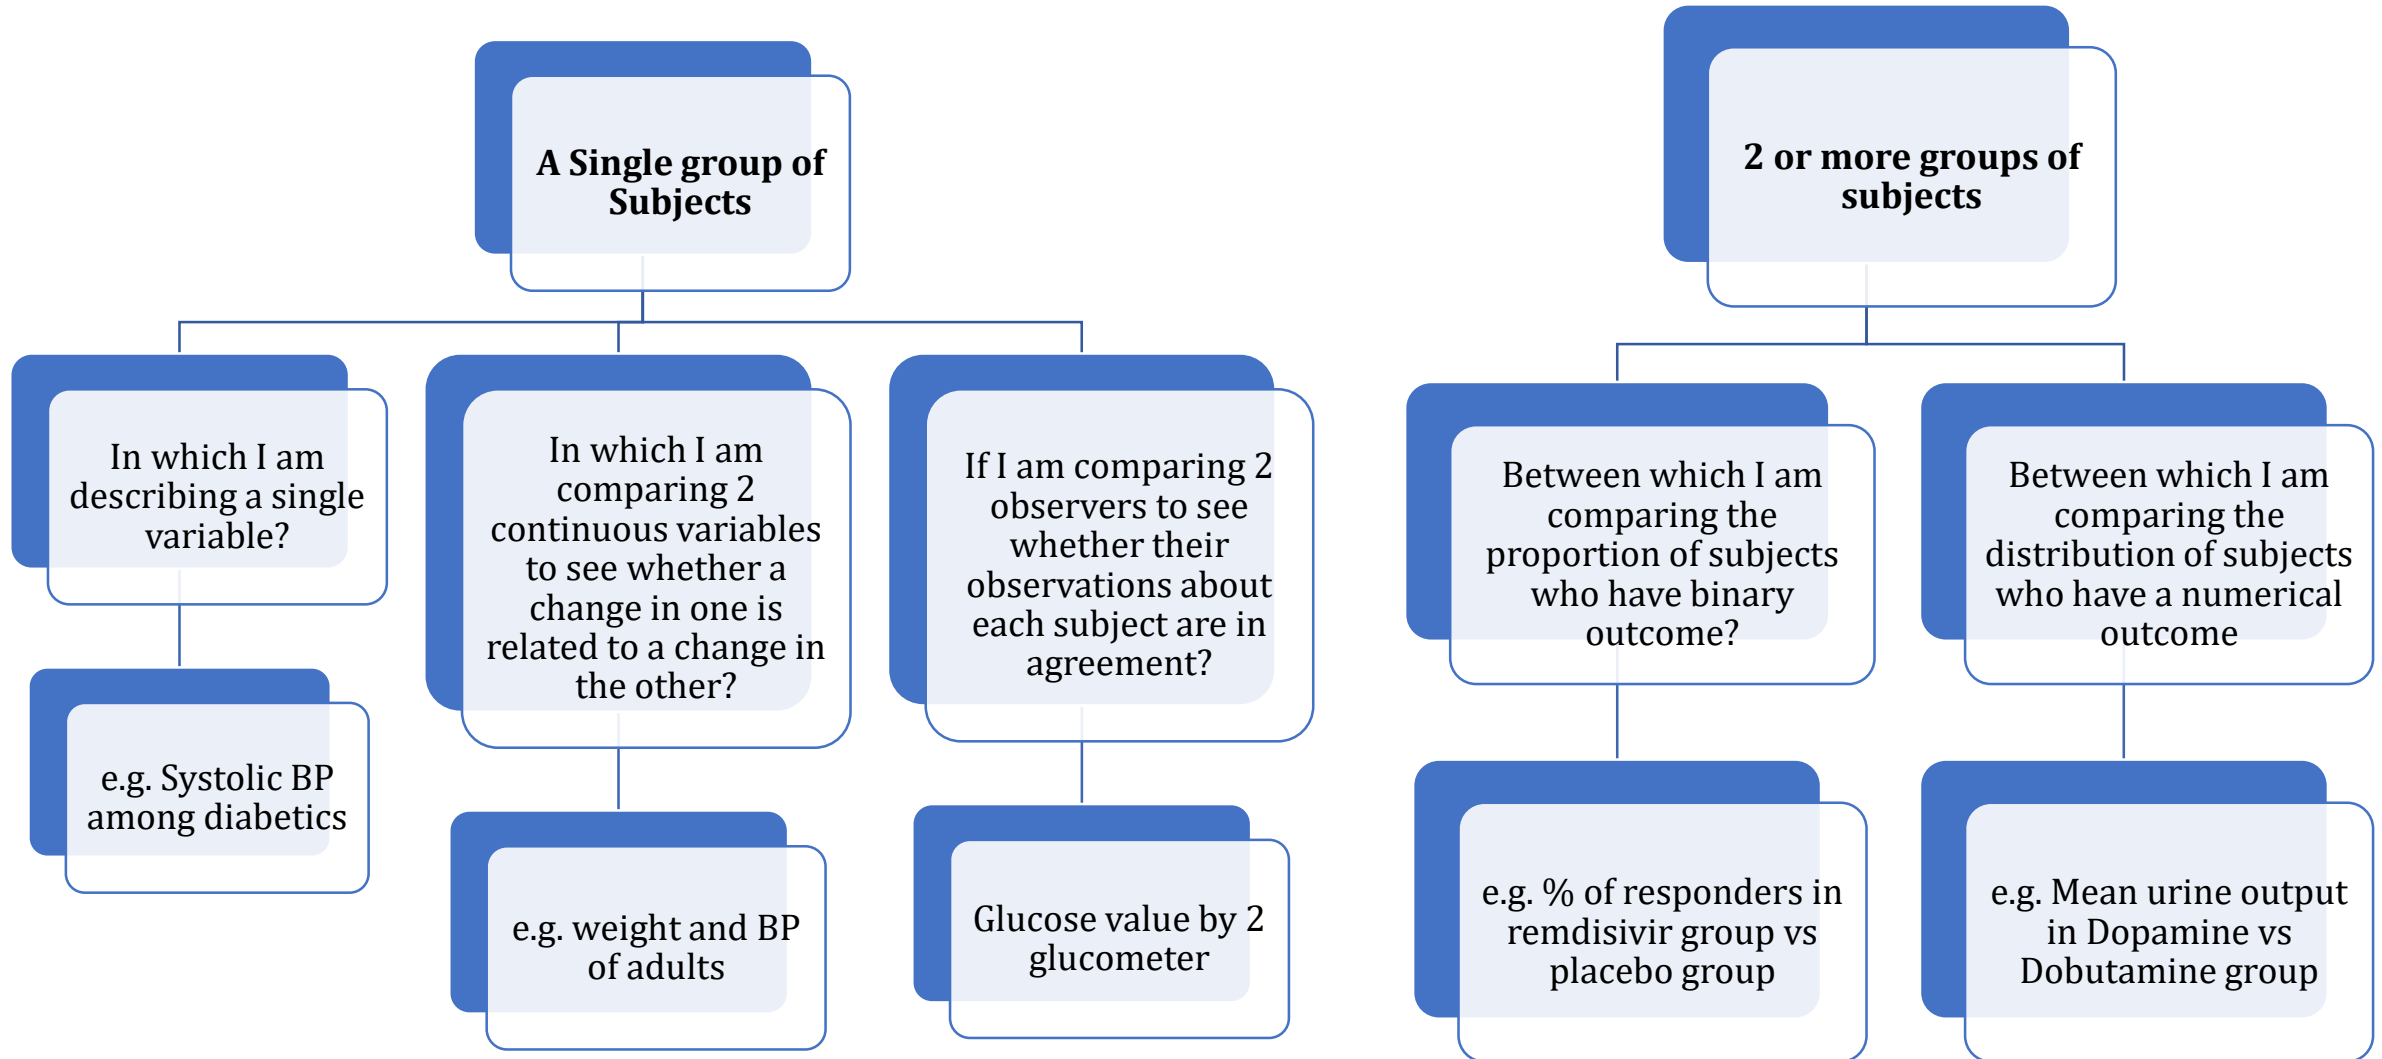 A Single group of
Subjects
In which I am
describing a single
variable?
e.g. Systolic BP
among diabetics
In which I am
comparing 2
continuous variables
to see whether a
change in one is
related to a change in
the other?
e.g. weight and BP
of adults
If I am comparing 2
observers to see
whether their
observations about
each subject are in
agreement?
Glucose value by 2
glucometer
2 or more groups of
subjects
Between which I am
comparing the
proportion of subjects
who have binary
outcome?
e.g. % of responders in
remdisivir group vs
placebo group
Between which I am
comparing the
distribution of subjects
who have a numerical
outcome
e.g. Mean urine output
in Dopamine vs
Dobutamine group